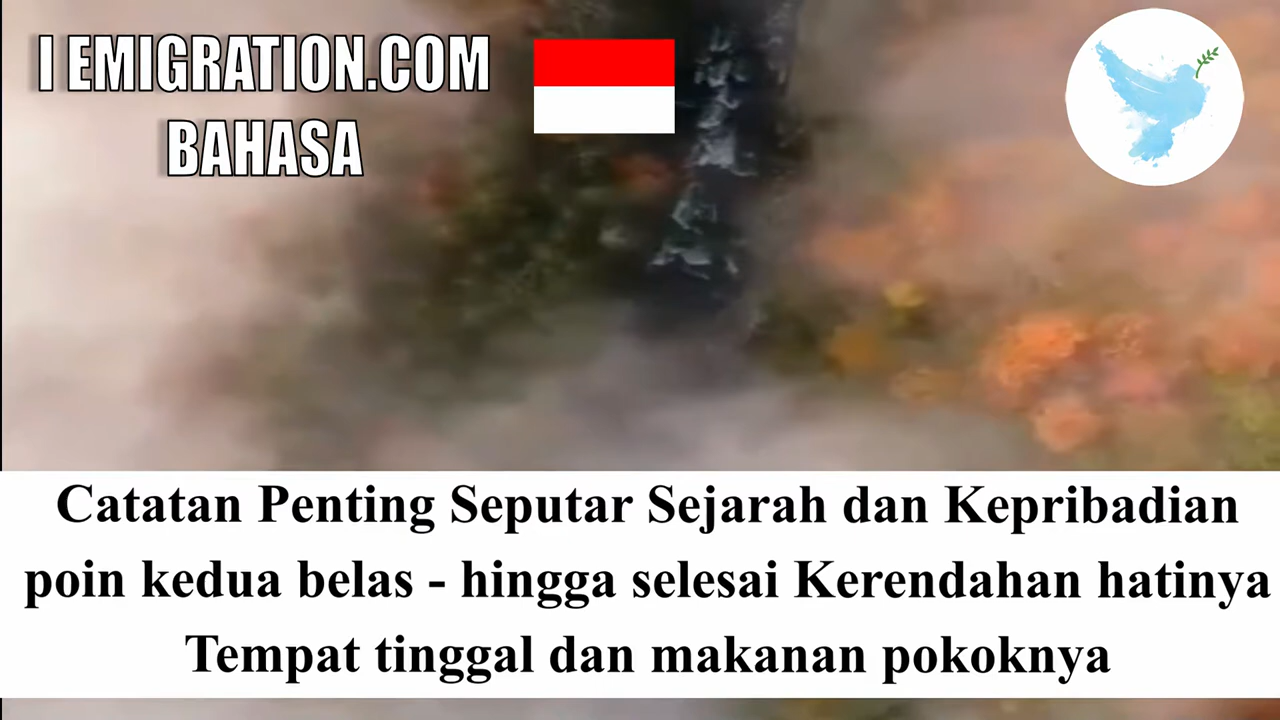 I EMIGRATION.COM
BAHASA
Catatan Penting Seputar Sejarah dan Kepribadian
poin kedua belas - hingga selesai Kerendahan hatinya
Tempat tinggal dan makanan pokoknya